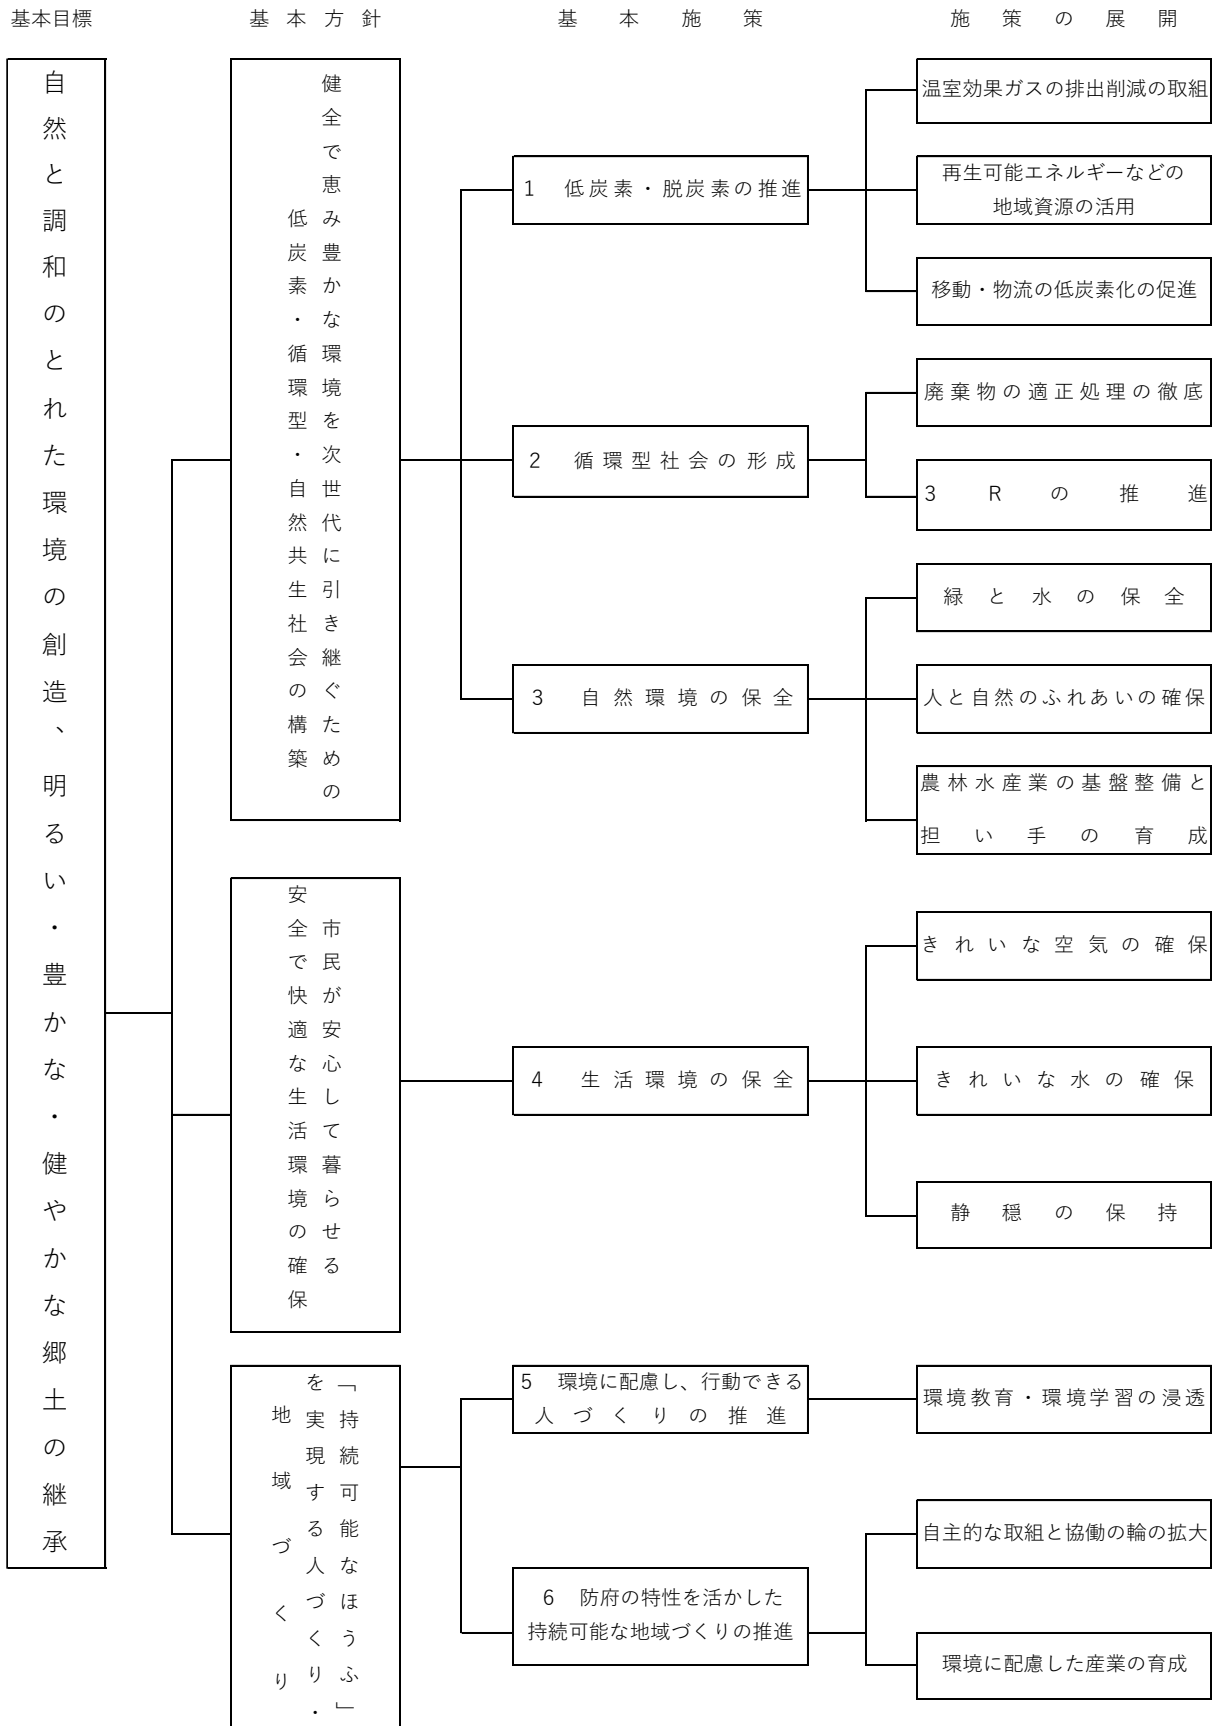 基本目標
基本方針
基本施策
施策の展開
自然と調和のとれた環境の創造、明るい・豊かな・健やかな郷土の継承
健全で恵み豊かな環境を次世代に引き継ぐための
低炭素・循環型・自然共生社会の構築
1 低炭素・脱炭素の推進
温室効果ガスの排出削減の取組
再生可能エネルギーなどの
地域資源の活用
移動・物流の低炭素化の促進
2 循環型社会の形成
廃棄物の適正処理の徹底
3Rの推進
3 自然環境の保全
緑と水の保全
人と自然のふれあいの確保
農林水産業の基盤整備と
担い手の育成
市民が安心して暮らせる
安全で快適な生活環境の確保
4 生活環境の保全
きれいな空気の確保
きれいな水の確保
静穏の保持
「持続可能なほうふ」
を実現する人づくり・
地域づくり
5 環境に配慮し、行動できる
人づくりの推進
環境教育・環境学習の浸透
6 防府の特性を活かした
持続可能な地域づくりの推進
自主的な取組と協働の輪の拡大
環境に配慮した産業の育成